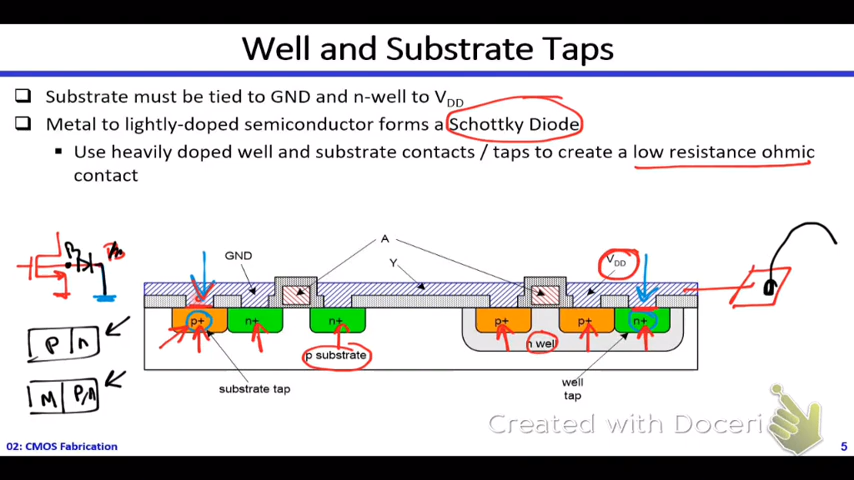 Well and Substrate Taps
❑ Substrate must be tied to GND and n-well to VDD
❑ Metal to lightly-doped semiconductor forms a Schottky Diode
▪ Use heavily doped well and substrate contacts / taps to create a low resistance ohmic
contact
A
GND
Y
VDD
p+
n+
n+
p+
p+
n+
p substrate
n well
substrate tap
well
tap
P n
M P/n
Created with Doceri
02: CMOS Fabrication
5